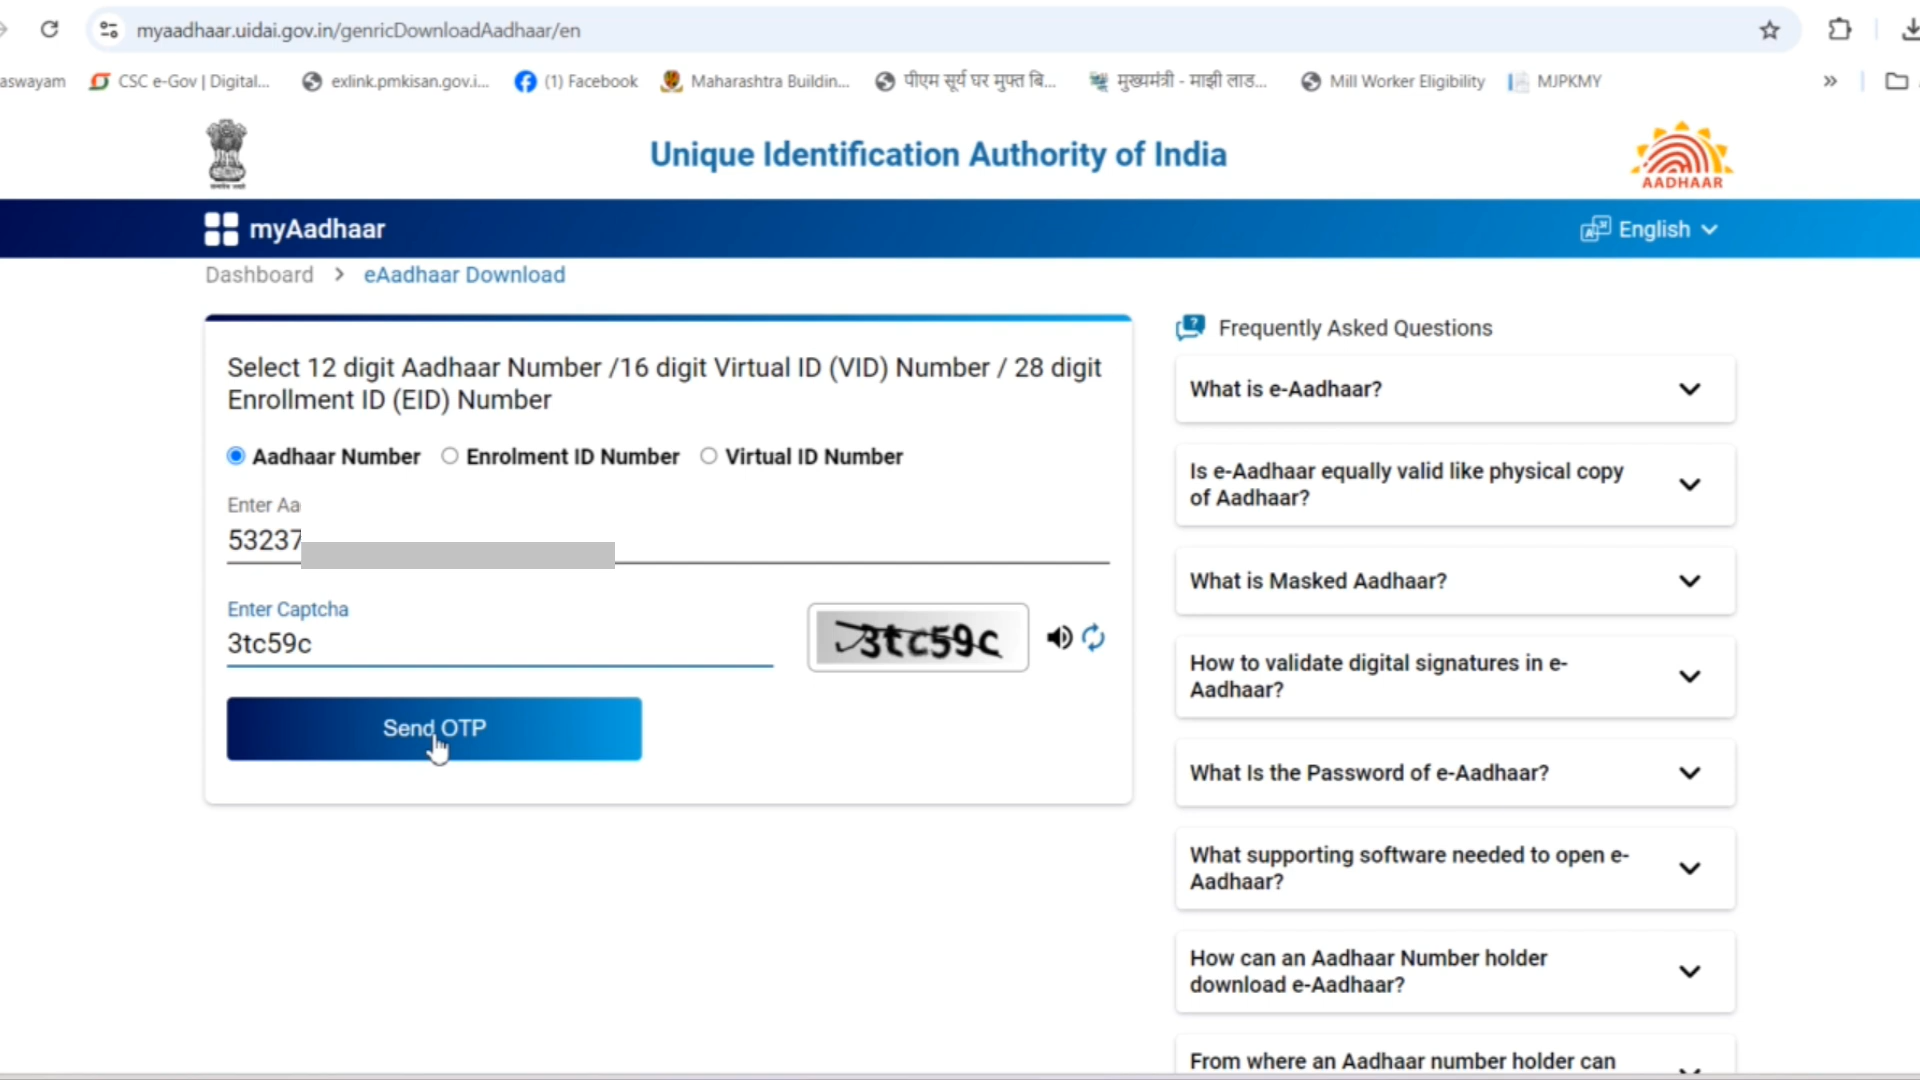 myaadhaar.uidai.gov.in/genricDownloadAadhaar/en
aswayam CSC e-Gov | Digital... exlink.pmkisan.gov.i... (1) Facebook Maharashtra Buildin... पीएम सूर्य घर मुफ्त बि... मुख्यमंत्री - माझी लाड... Mill Worker Eligibility MJPKMY »
Unique Identification Authority of India
AADHAAR
myAadhaar
English
Dashboard > eAadhaar Download
Select 12 digit Aadhaar Number /16 digit Virtual ID (VID) Number / 28 digit
Enrollment ID (EID) Number
Aadhaar Number Enrolment ID Number Virtual ID Number
Enter Aa
53237
Enter Captcha
3tc59c
3tc59c
Send OTP
Frequently Asked Questions
What is e-Aadhaar?
Is e-Aadhaar equally valid like physical copy
of Aadhaar?
What is Masked Aadhaar?
How to validate digital signatures in e-
Aadhaar?
What Is the Password of e-Aadhaar?
What supporting software needed to open e-
Aadhaar?
How can an Aadhaar Number holder
download e-Aadhaar?
From where an Aadhaar number holder can